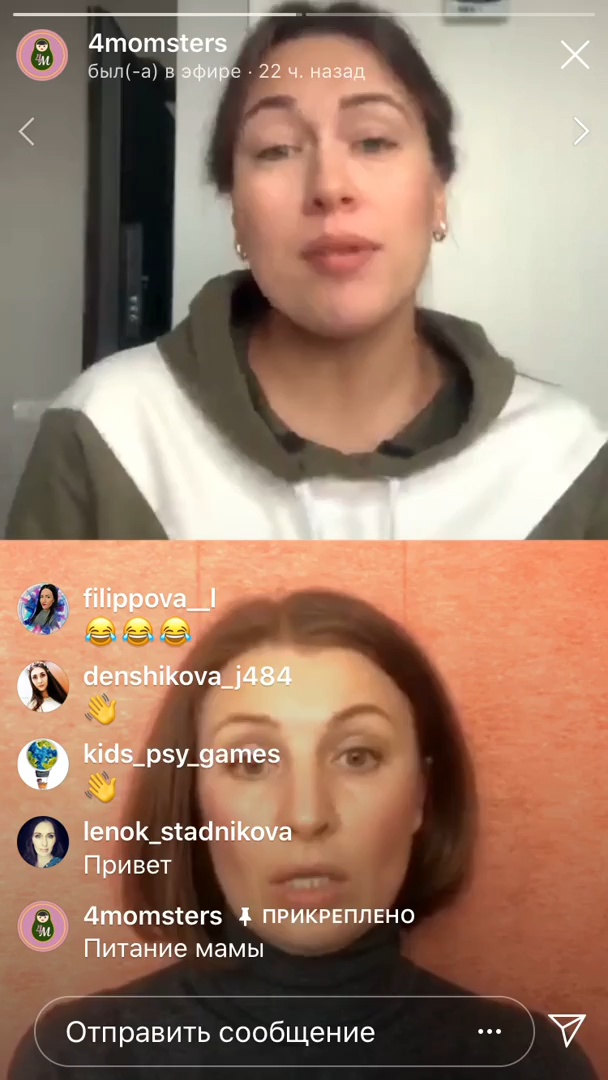 4momsters
был(-а) в эфире · 22 ч. назад
filippova__l
😂😂😂
denshikova_j484
👋
kids_psy_games
👋
lenok_stadnikova
Привет
4momsters ПРИКРЕПЛЕНО
Питание мамы
Отправить сообщение